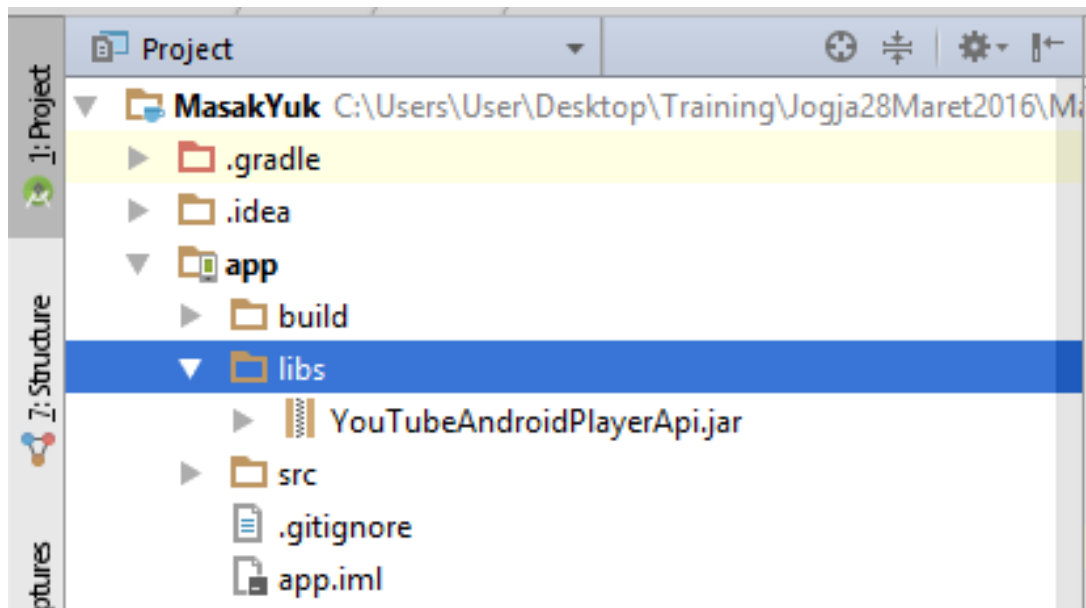 Project
MasakYuk C:\Users\User\Desktop\Training\Jogja28Maret2016\Ma
.gradle
.idea
app
build
libs
YouTubeAndroidPlayerApi.jar
src
.gitignore
app.iml
1: Project
7: Structure
ptures